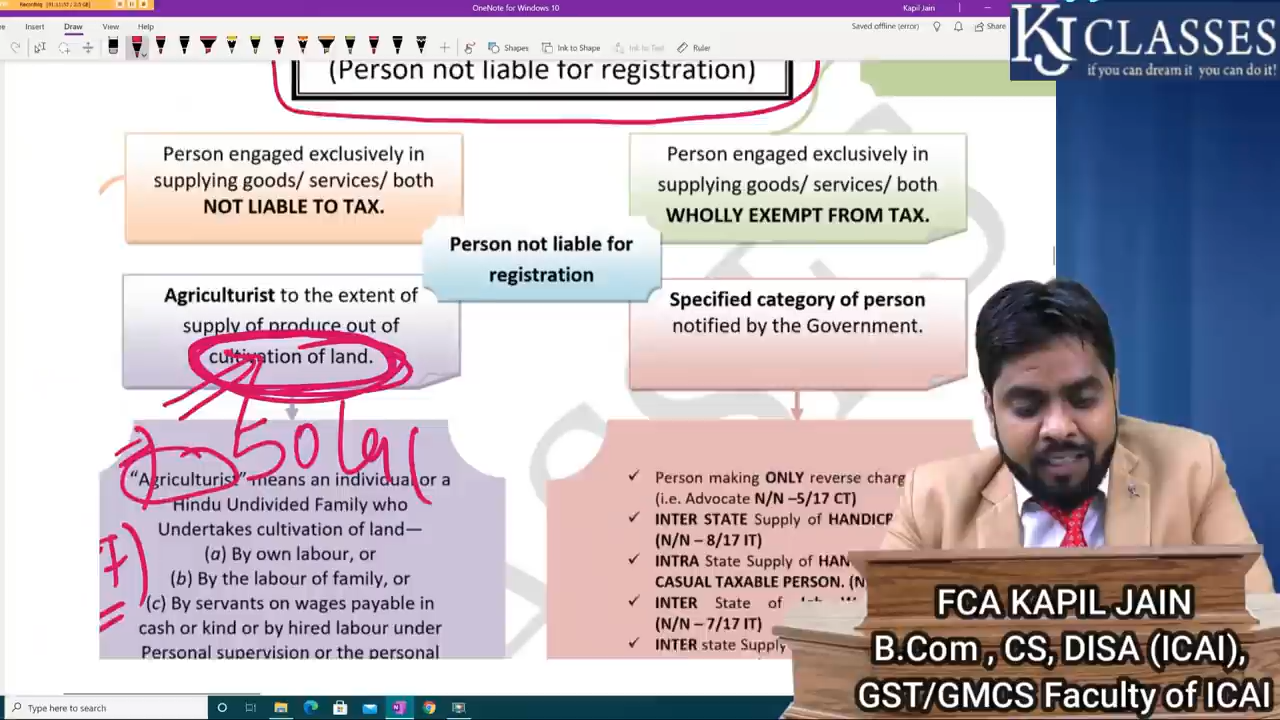 Recording
OneNote for Windows 10
Kapil Jain
Insert Draw View Help
Saved offline (error)
Share
Shapes
Ink to Shape
Ink to Text
Ruler
KJ CLASSES
if you can dream it you can do it!
(Person not liable for registration)
Person engaged exclusively in
supplying goods/ services/ both
NOT LIABLE TO TAX.
Person engaged exclusively in
supplying goods/ services/ both
WHOLLY EXEMPT FROM TAX.
Person not liable for
registration
Agriculturist to the extent of
supply of produce out of
cultivation of land.
Specified category of person
notified by the Government.
50 lac
"Agriculturist" means an individual or a
Hindu Undivided Family who
Undertakes cultivation of land—
(a) By own labour, or
(b) By the labour of family, or
(c) By servants on wages payable in
cash or kind or by hired labour under
Personal supervision or the personal
7)
✓ Person making ONLY reverse charg
(i.e. Advocate N/N –5/17 CT)
✓ INTER STATE Supply of HANDICR
(N/N – 8/17 IT)
✓ INTRA State Supply of HAN
CASUAL TAXABLE PERSON. (N
✓ INTER State of Job W
(N/N – 7/17 IT)
✓ INTER state Supply
FCA KAPIL JAIN
B.Com , CS, DISA (ICAI),
GST/GMCS Faculty of ICAI
Type here to search